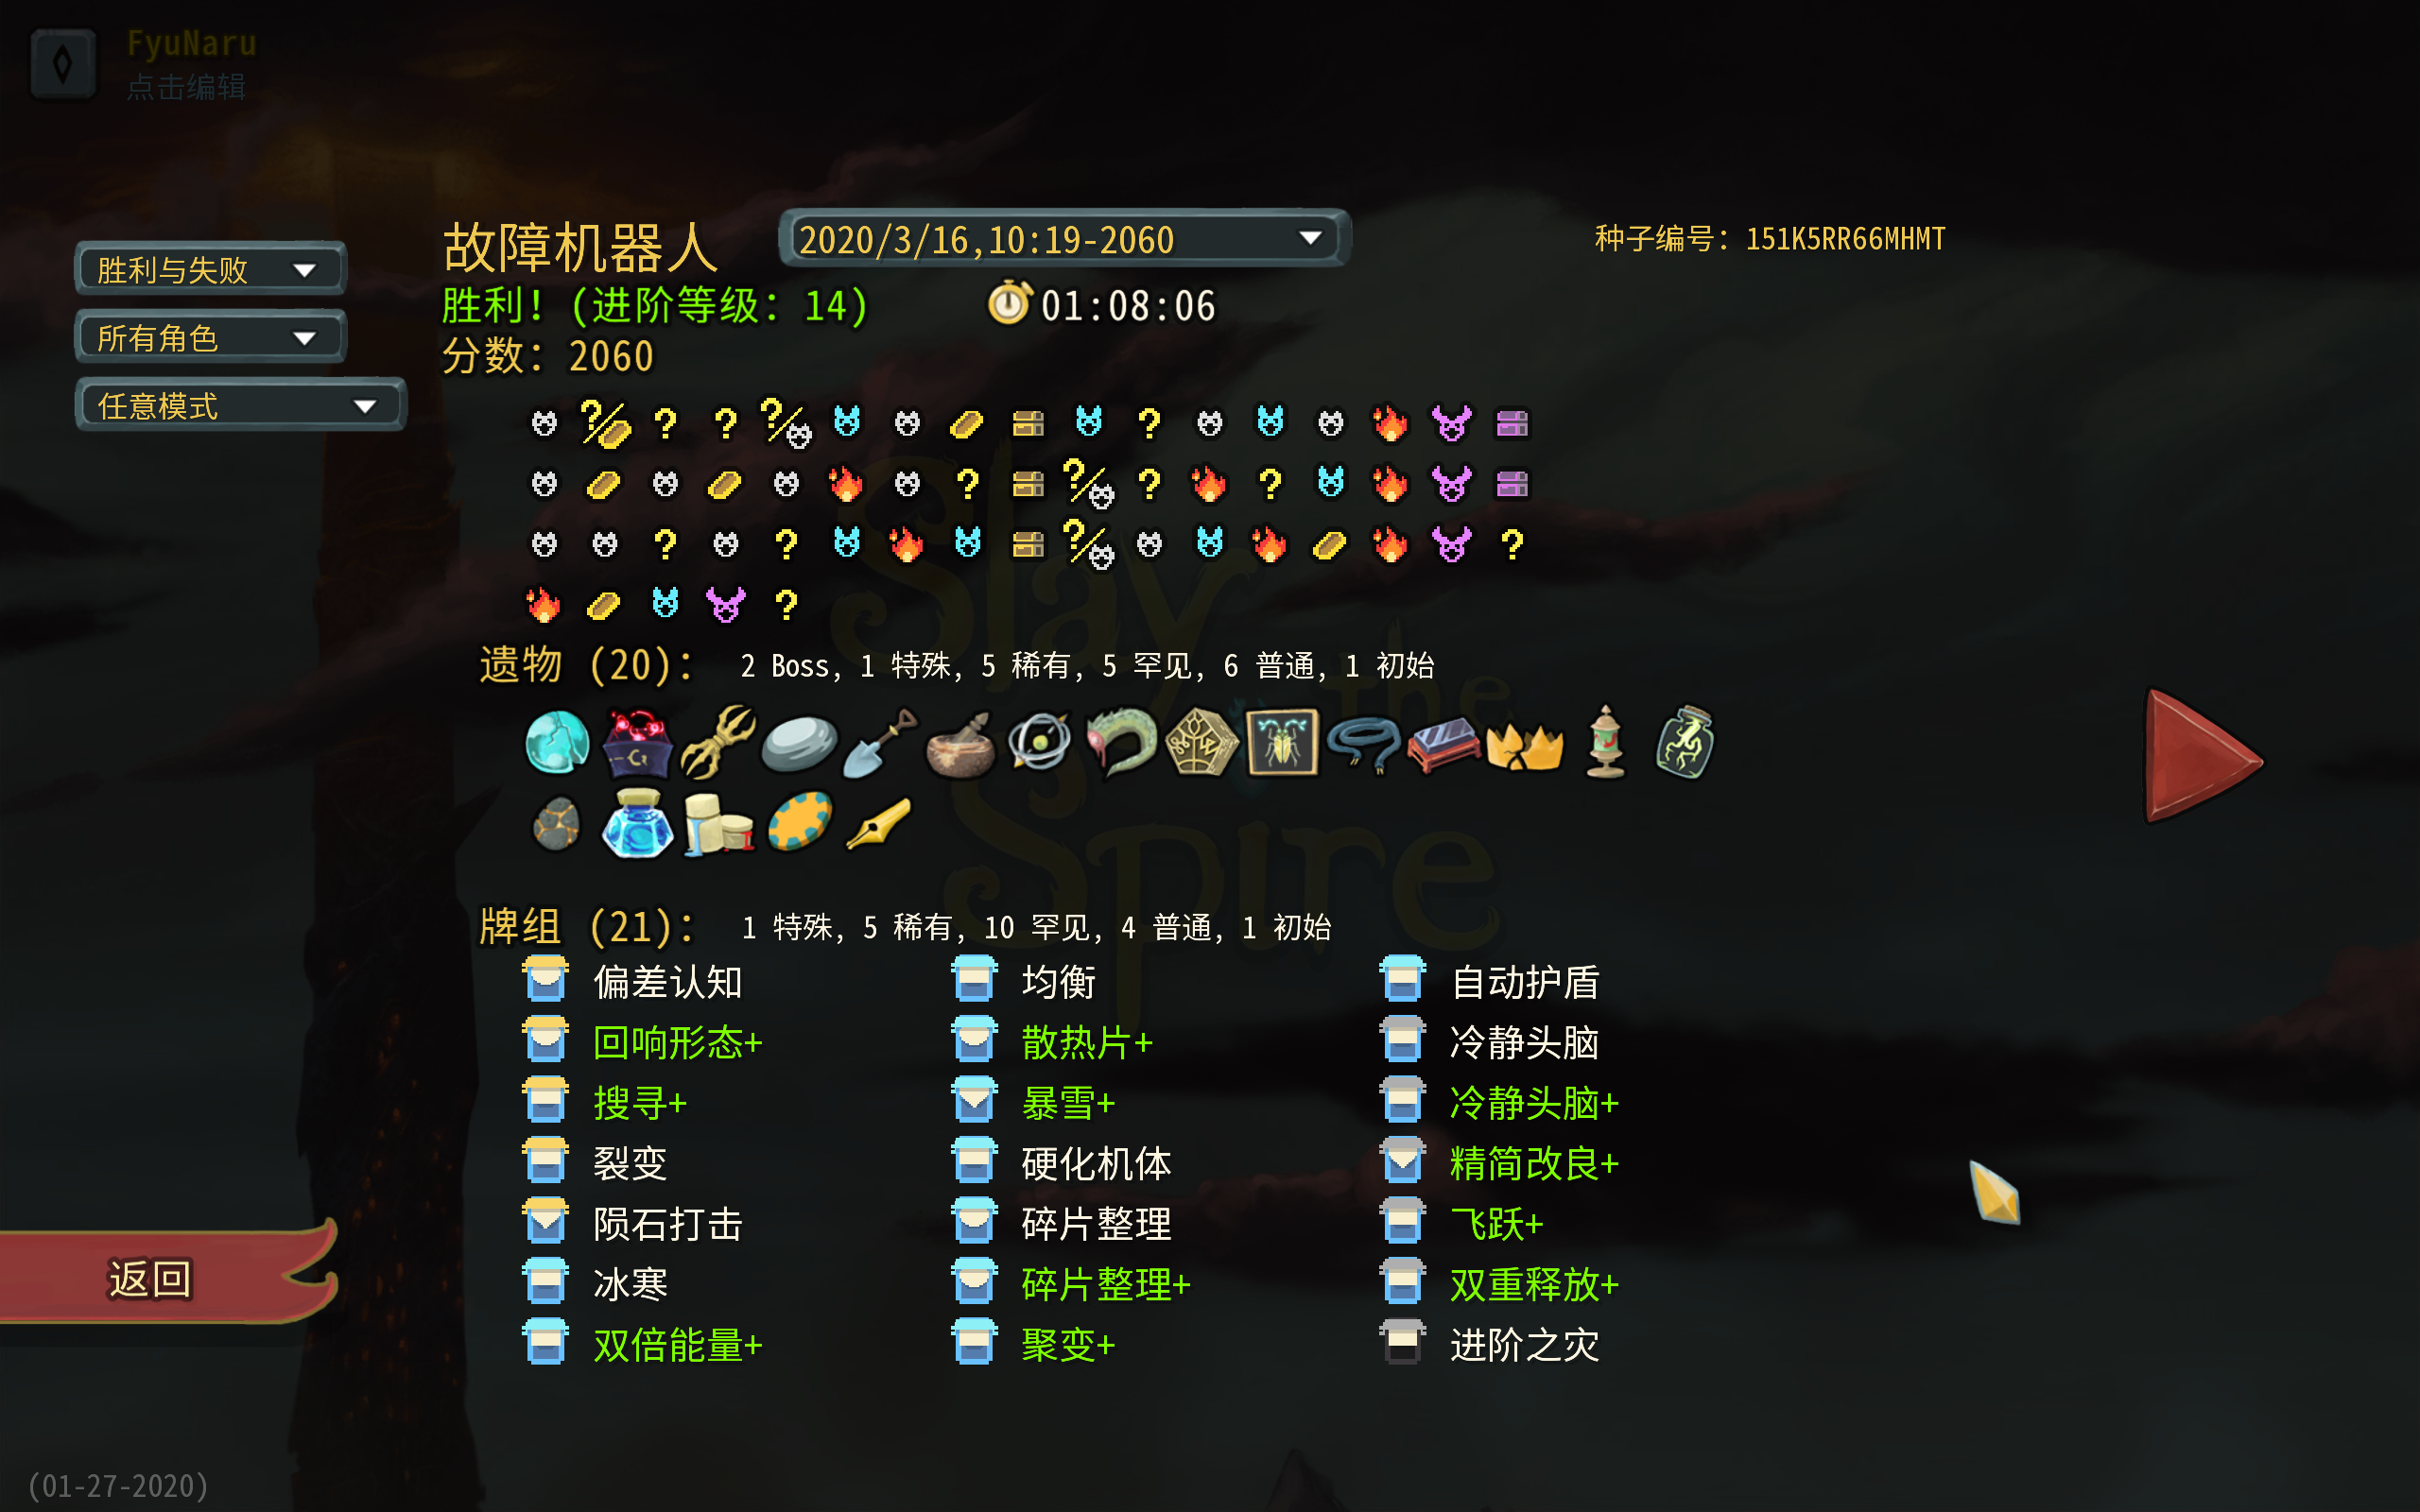 FyuNaru
点击编辑
故障机器人
2020/3/16,10:19-2060
种子编号: 151K5RR66MHMT
胜利与失败
胜利! (进阶等级: 14)
01:08:06
所有角色
分数: 2060
任意模式
遗物 (20):
2 Boss, 1 特殊, 5 稀有, 5 罕见, 6 普通, 1 初始
Slay
the
Spire
牌组 (21):
1 特殊, 5 稀有, 10 罕见, 4 普通, 1 初始
偏差认知
均衡
自动护盾
回响形态+
散热片+
冷静头脑
搜寻+
暴雪+
冷静头脑+
裂变
硬化机体
精简改良+
陨石打击
碎片整理
飞跃+
冰寒
碎片整理+
双重释放+
双倍能量+
聚变+
进阶之灾
返回
(01-27-2020)